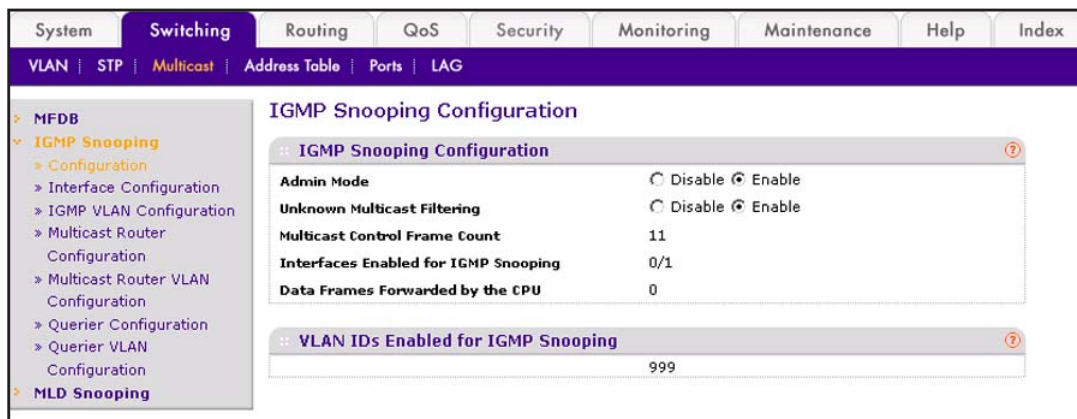 System Switching Routing QoS Security Monitoring Maintenance Help Index
VLAN | STP | Multicast | Address Table | Ports | LAG
MFDB
IGMP Snooping
» Configuration
» Interface Configuration
» IGMP VLAN Configuration
» Multicast Router
Configuration
» Multicast Router VLAN
Configuration
» Querier Configuration
» Querier VLAN
Configuration
MLD Snooping
IGMP Snooping Configuration
IGMP Snooping Configuration ?
Admin Mode Disable Enable
Unknown Multicast Filtering Disable Enable
Multicast Control Frame Count 11
Interfaces Enabled for IGMP Snooping 0/1
Data Frames Forwarded by the CPU 0
VLAN IDs Enabled for IGMP Snooping ?
999